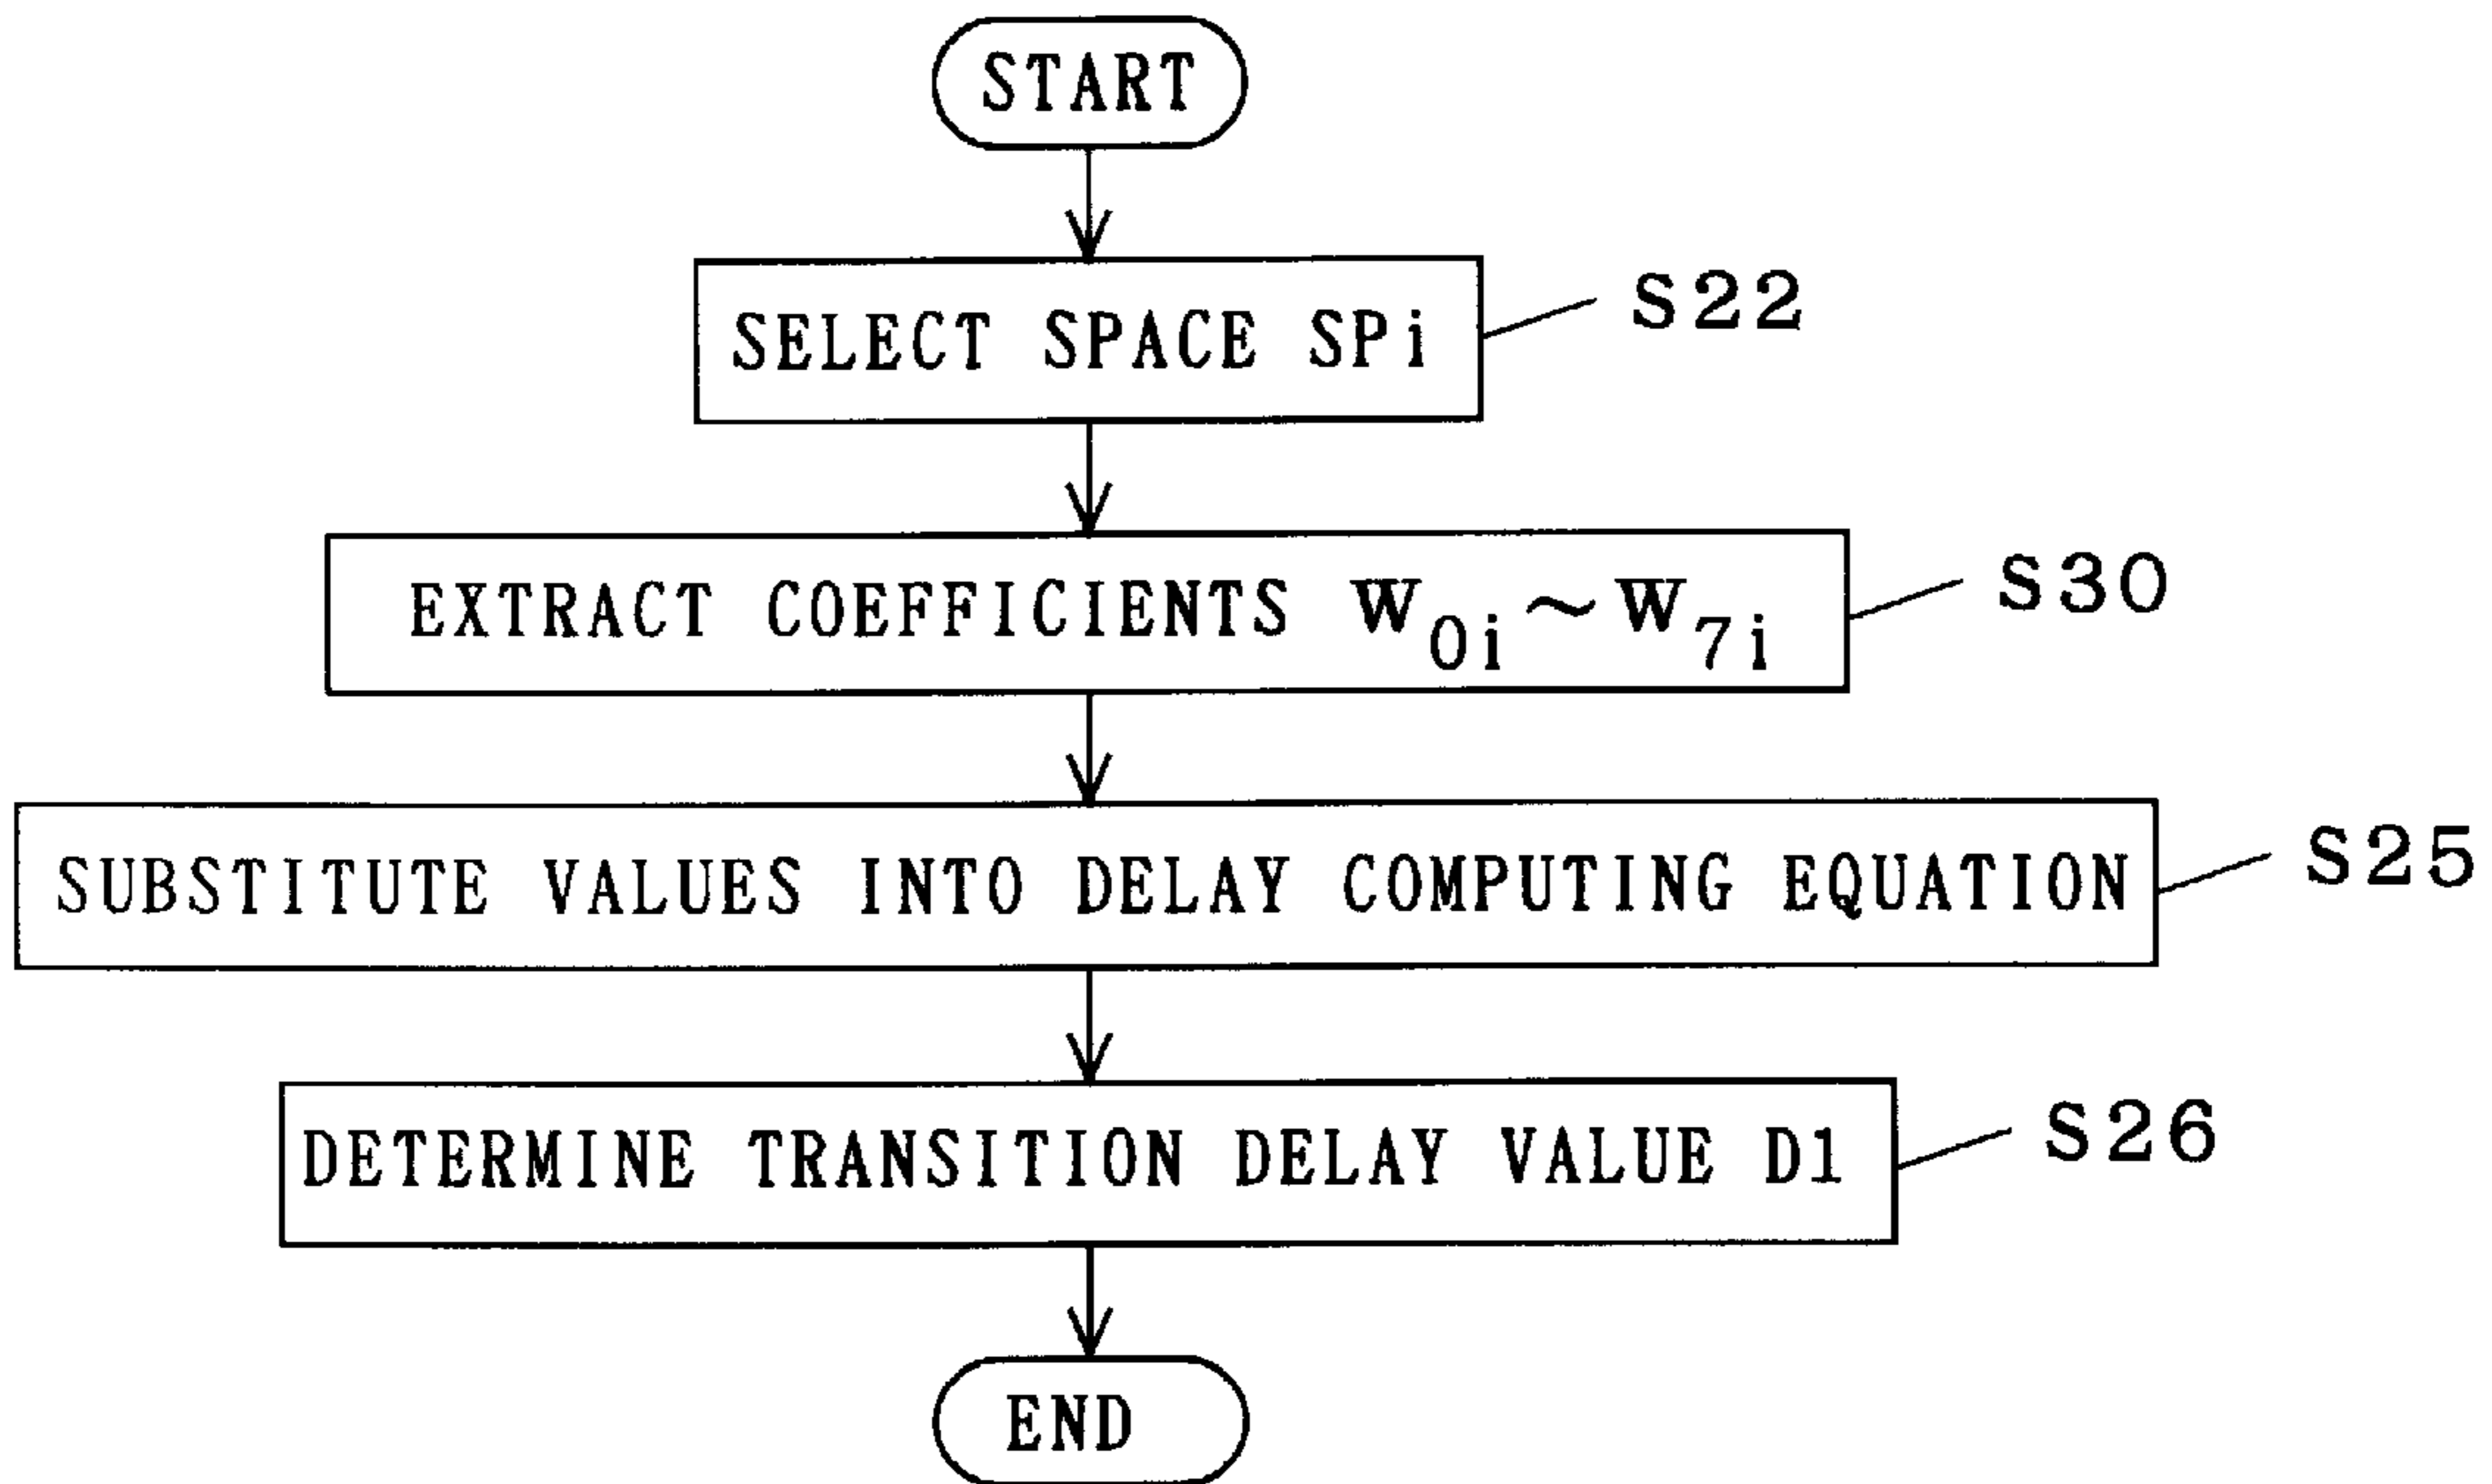 START
SELECT SPACE SPi S22
EXTRACT COEFFICIENTS W0i~W7i S30
SUBSTITUTE VALUES INTO DELAY COMPUTING EQUATION S25
DETERMINE TRANSITION DELAY VALUE D1 S26
END